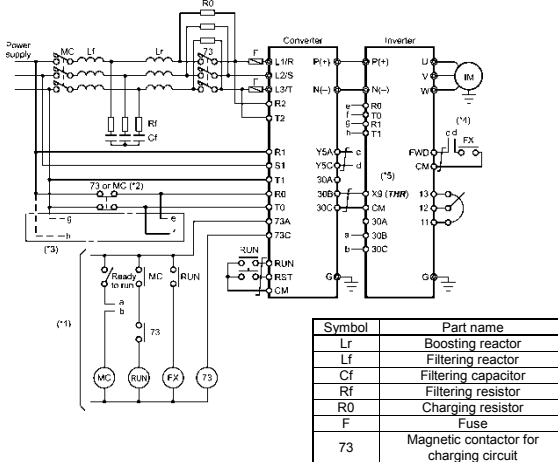 R0
Power
supply
MC
Lf
Lr
73
F
F
Converter
Inverter
L1/R
L2/S
L3/T
R2
T2
P(+)
P(+)
U
V
W
IM
N(-)
N(-)
e
R0
f
T0
g
R1
h
T1
Rf
Cf
(*4)
c d
FX
FWD
CM
R1
S1
T1
R0
T0
73A
73C
Y5A
c
Y5C
d
30A
30B
30C
(*5)
X9 (THR)
CM
30A
a
30B
b
30C
13
12
11
73 or MC (*2)
g
h
e
f
(*3)
RUN
RUN
RST
CM
G
G
Ready
to run
MC
RUN
a
b
73
(*1)
MC
RUN
FX
73
Symbol Part name
Lr Boosting reactor
Lf Filtering reactor
Cf Filtering capacitor
Rf Filtering resistor
R0 Charging resistor
F Fuse
73 Magnetic contactor for
charging circuit